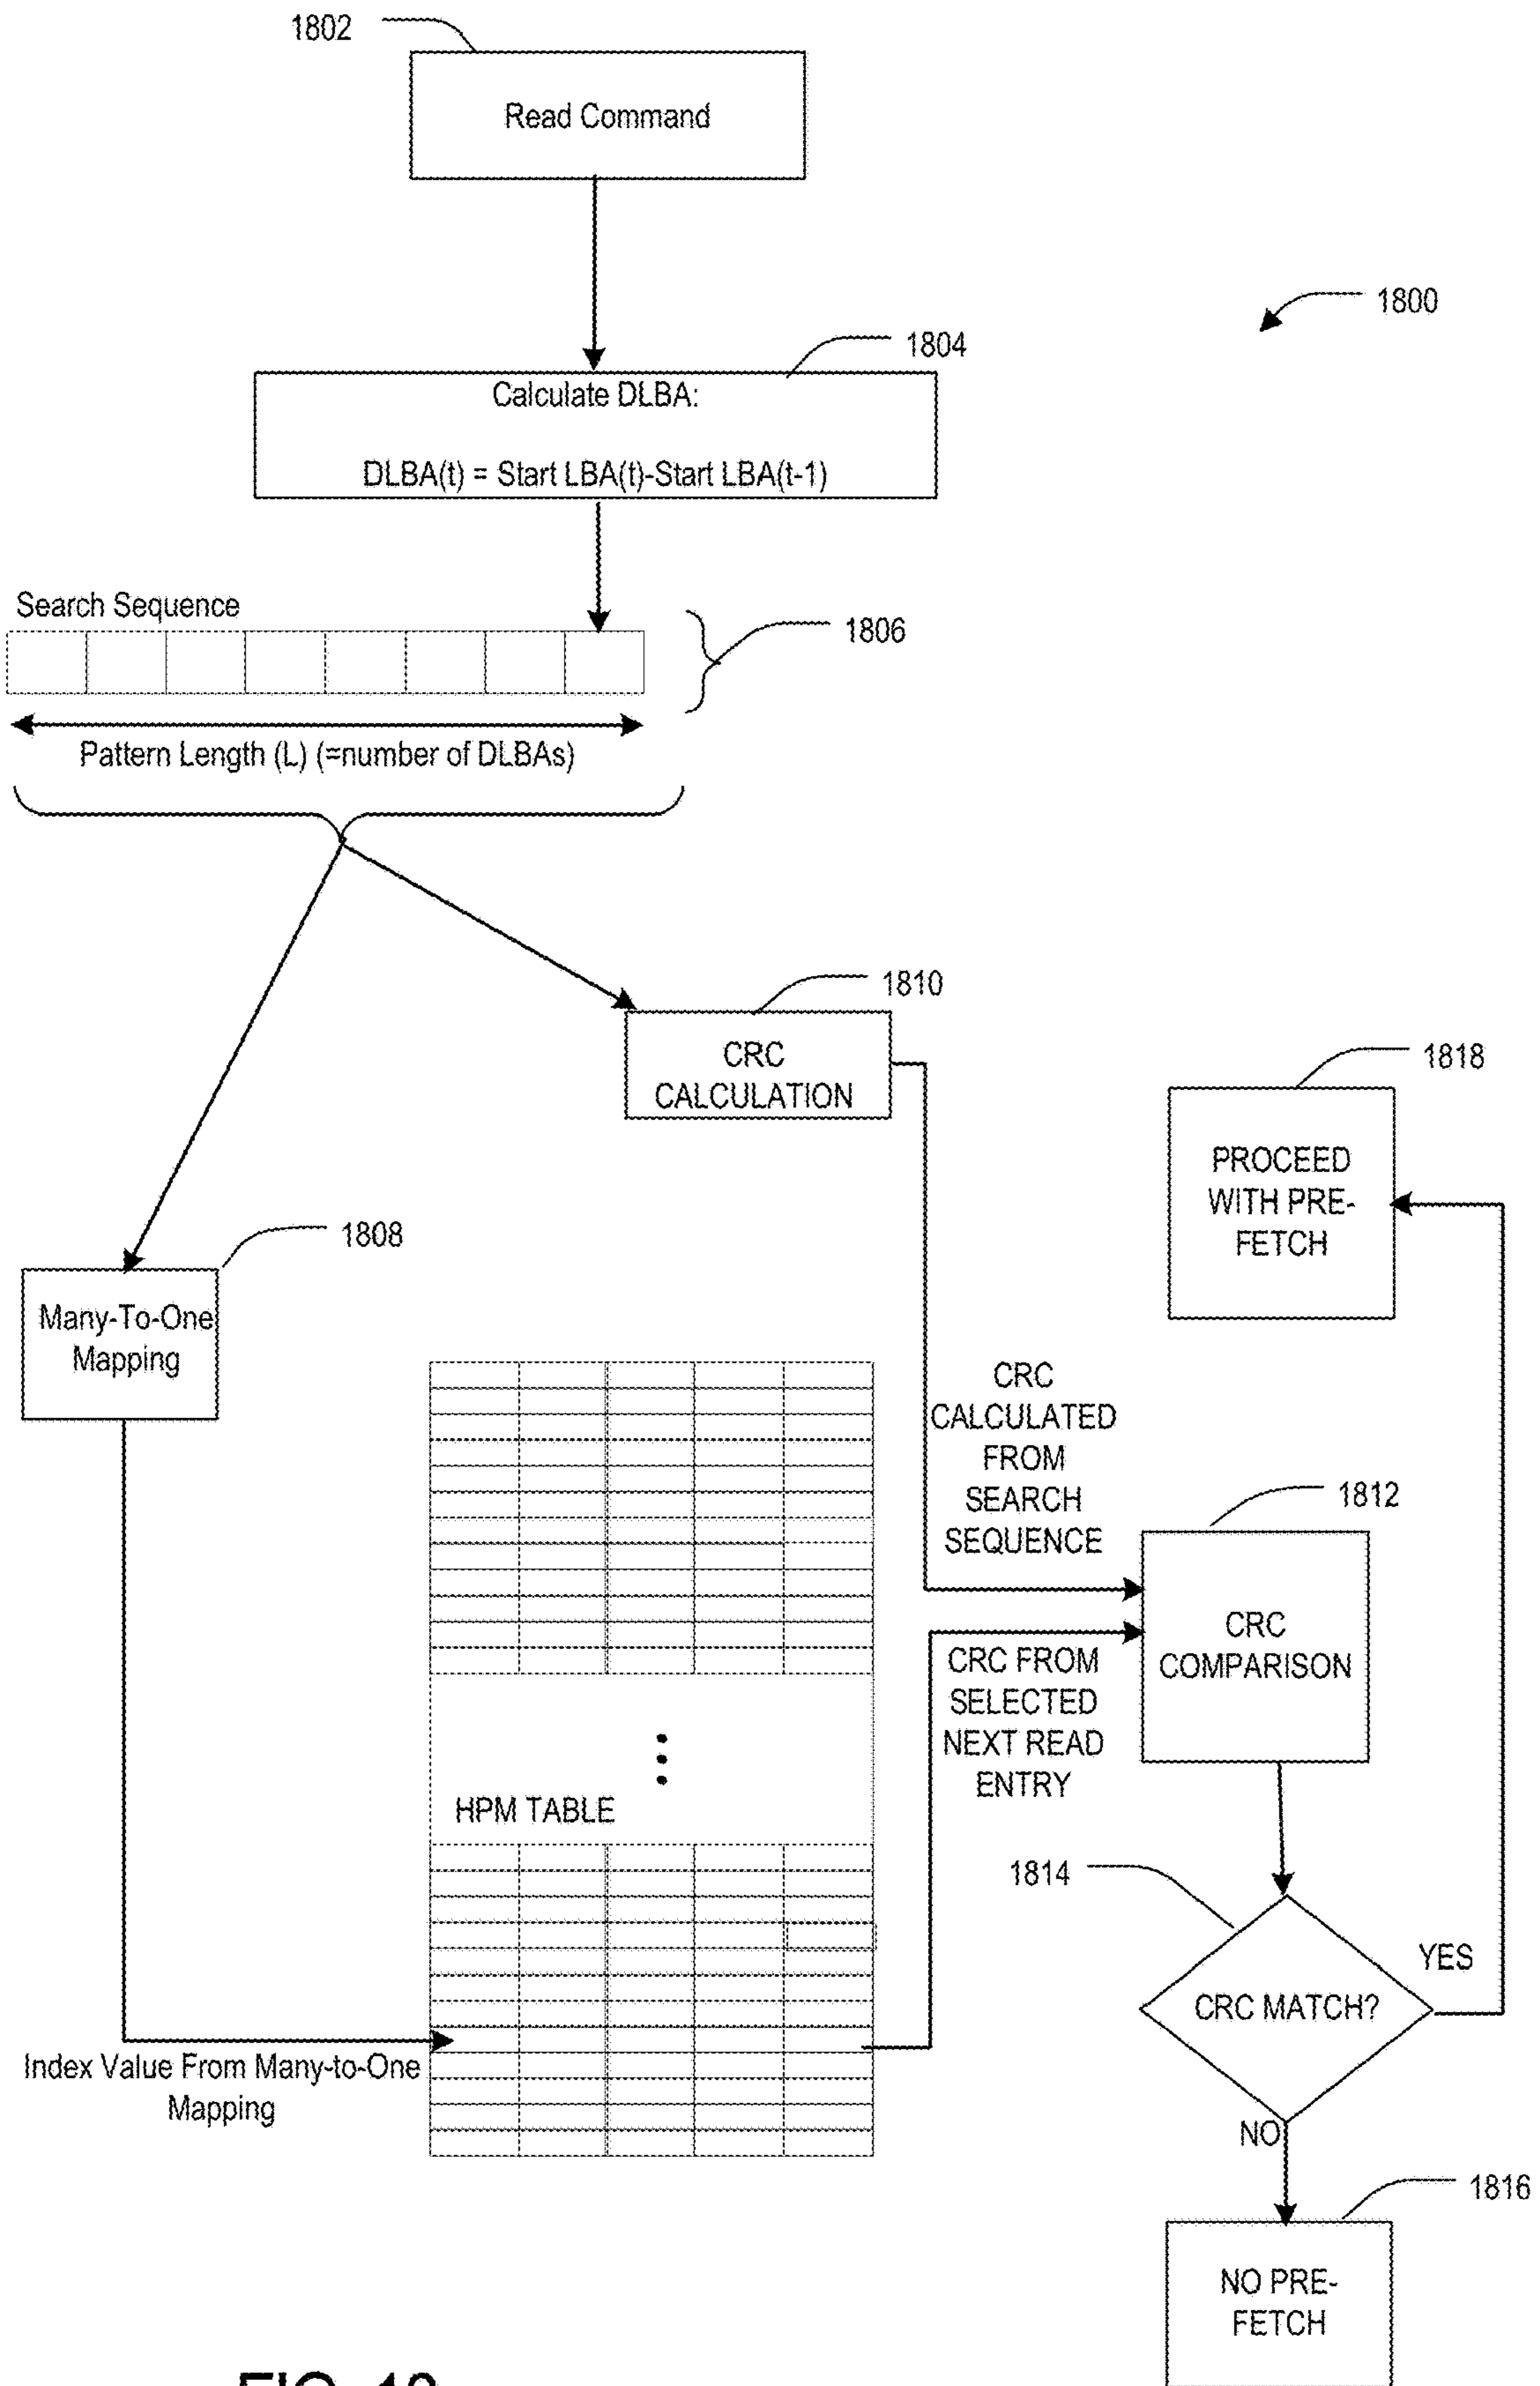 1802
Read Command
1800
1804
Calculate DLBA:
DLBA(t) = Start LBA(t)-Start LBA(t-1)
Search Sequence
1806
Pattern Length (L) (=number of DLBAs)
1810
CRC
CALCULATION
1818
PROCEED
WITH PRE-
FETCH
1808
Many-To-One
Mapping
CRC
CALCULATED
FROM
SEARCH
SEQUENCE
1812
CRC
COMPARISON
CRC FROM
SELECTED
NEXT READ
ENTRY
HPM TABLE
1814
YES
CRC MATCH?
Index Value From Many-to-One
Mapping
NO
1816
NO PRE-
FETCH